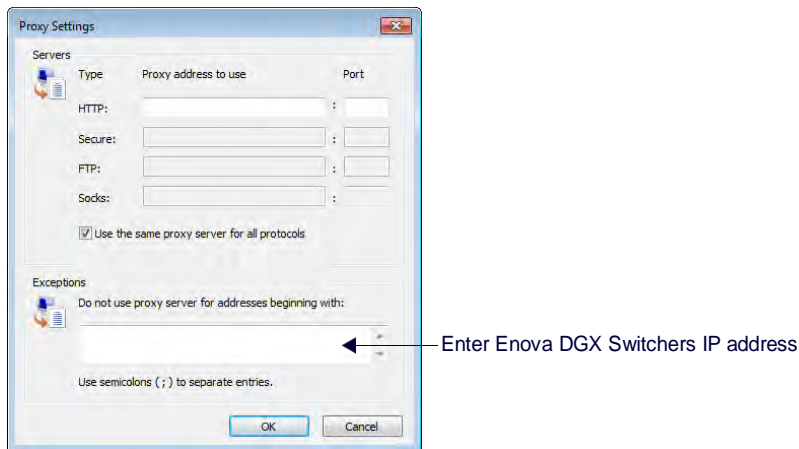 Proxy Settings
Servers
Type Proxy address to use Port
HTTP: :
Secure: :
FTP: :
Socks: :
Use the same proxy server for all protocols
Exceptions
Do not use proxy server for addresses beginning with:
Enter Enova DGX Switchers IP address
Use semicolons ( ; ) to separate entries.
OK Cancel